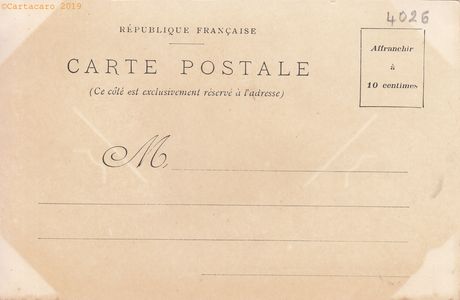 ©Cartacaro 2019
4026
RÉPUBLIQUE FRANÇAISE
CARTE POSTALE
(Ce côté est exclusivement réservé à l'adresse)
Affranchir
à
10 centimes
M.